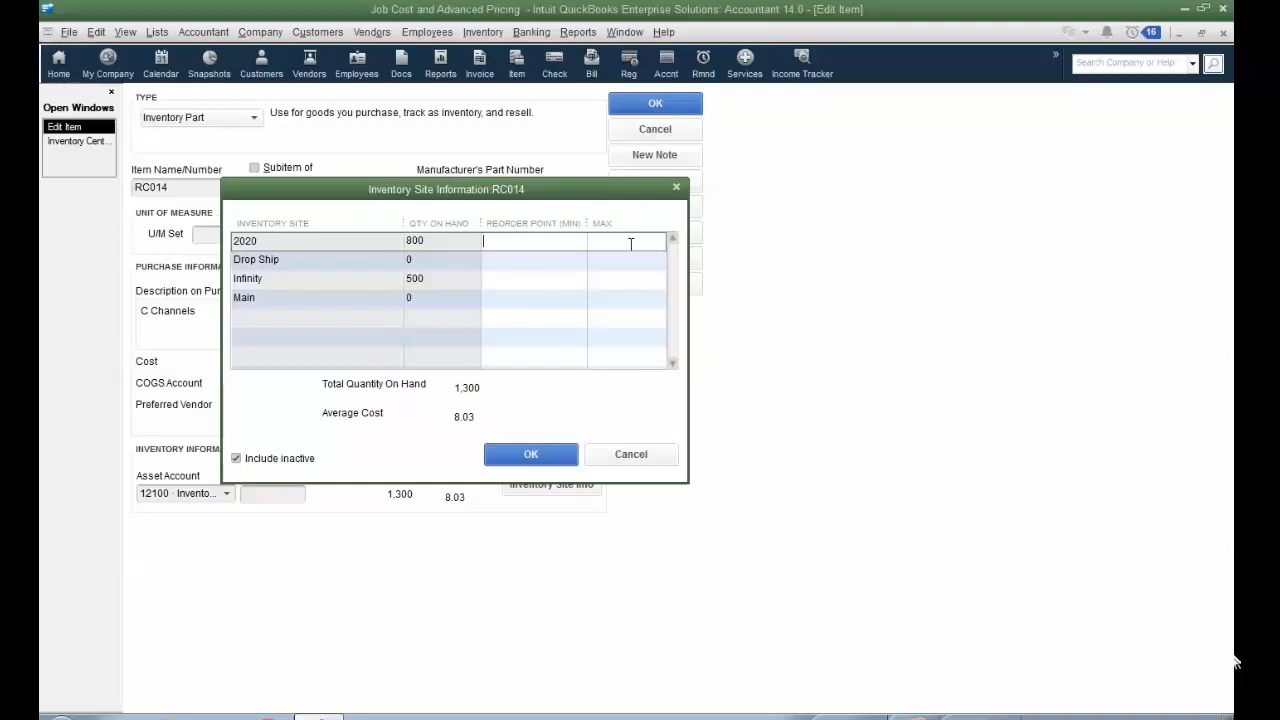 Job Cost and Advanced Pricing - Intuit QuickBooks Enterprise Solutions: Accountant 14.0 - [Edit Item]
File Edit View Lists Accountant Company Customers Vendors Employees Inventory Banking Reports Window Help 16
Home My Company Calendar Snapshots Customers Vendors Employees Docs Reports Invoice Item Check Bill Reg Accnt Rmnd Services Income Tracker
Search Company or Help
Open Windows
Edit Item
Inventory Cent...
TYPE
Inventory Part
Use for goods you purchase, track as inventory, and resell.
OK
Cancel
New Note
Item Name/Number
Subitem of
Manufacturer's Part Number
RC014
UNIT OF MEASURE
U/M Set
PURCHASE INFORMA
Description on Pur
C Channels
Cost
COGS Account
Preferred Vendor
INVENTORY INFORMA
Asset Account
12100 · Invento...
1,300
8.03
Inventory Site Info
Inventory Site Information:RC014
INVENTORY SITE QTY ON HAND REORDER POINT (MIN) MAX
2020 800
Drop Ship 0
Infinity 500
Main 0
Total Quantity On Hand 1,300
Average Cost 8.03
Include inactive
OK
Cancel